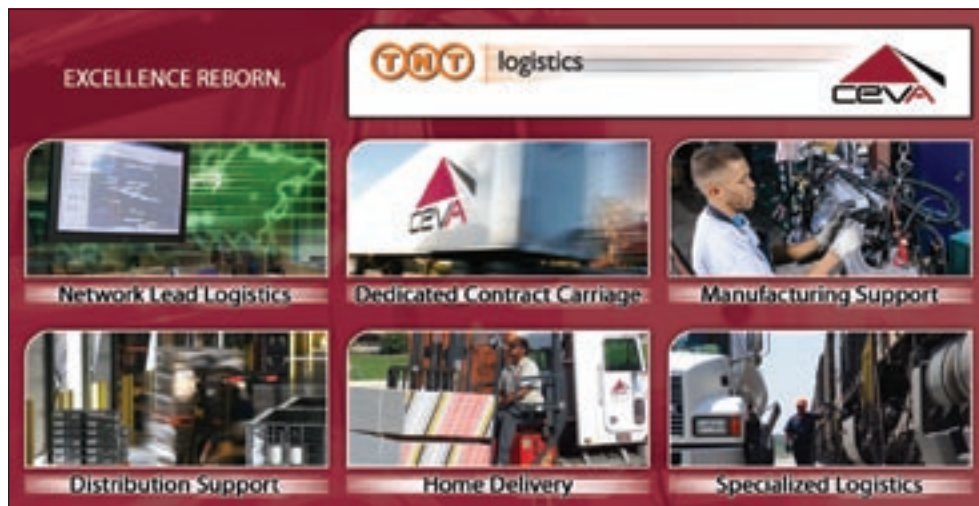 EXCELLENCE REBORN.
TNT logistics
CEVA
CEVA
Network Lead Logistics
Dedicated Contract Carriage
Manufacturing Support
Distribution Support
Home Delivery
Specialized Logistics